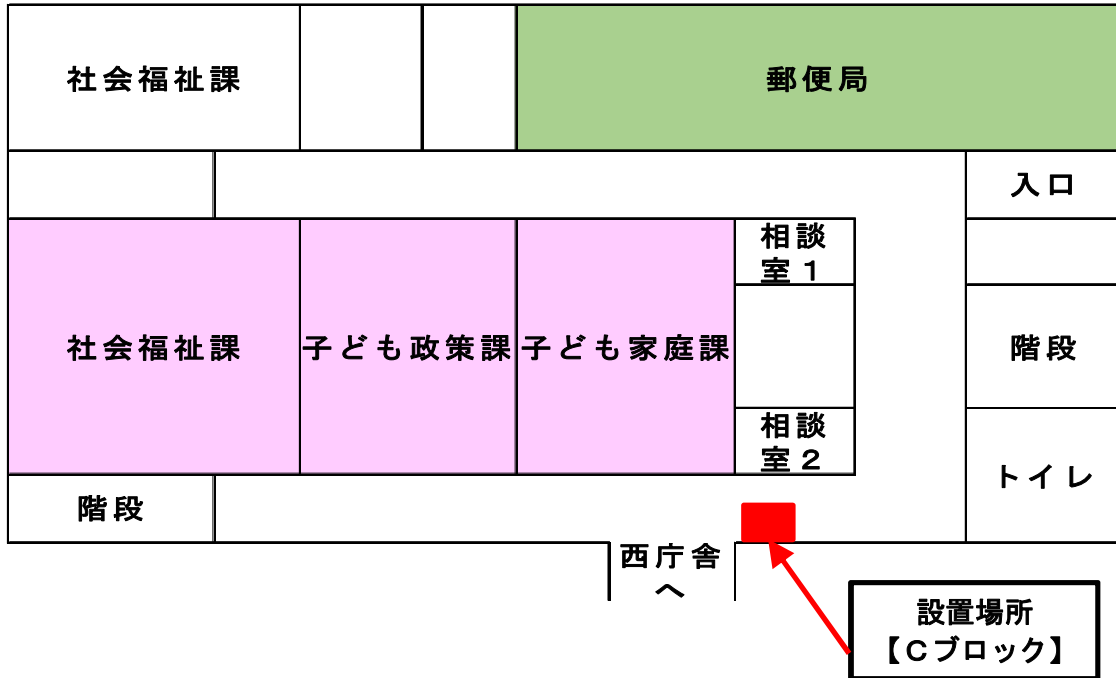 社会福祉課
郵便局
入口
相談
室１
社会福祉課
子ども政策課
子ども家庭課
階段
相談
室２
トイレ
階段
西庁舎
へ
設置場所
【Ｃブロック】